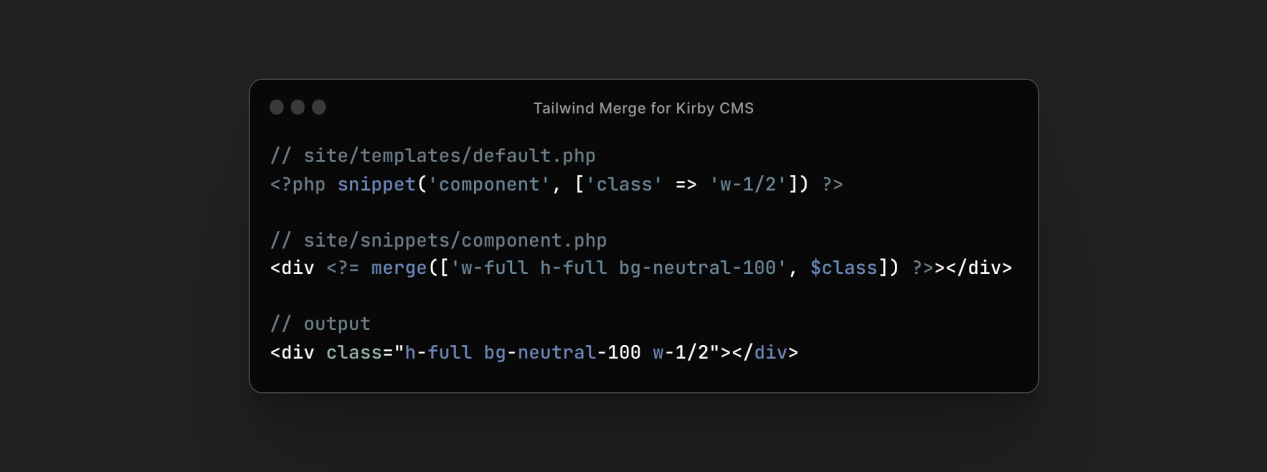 Tailwind Merge for Kirby CMS
// site/templates/default.php
<?php snippet('component', ['class' => 'w-1/2']) ?>
// site/snippets/component.php
<div <?= merge(['w-full h-full bg-neutral-100', $class]) ?>></div>
// output
<div class="h-full bg-neutral-100 w-1/2"></div>